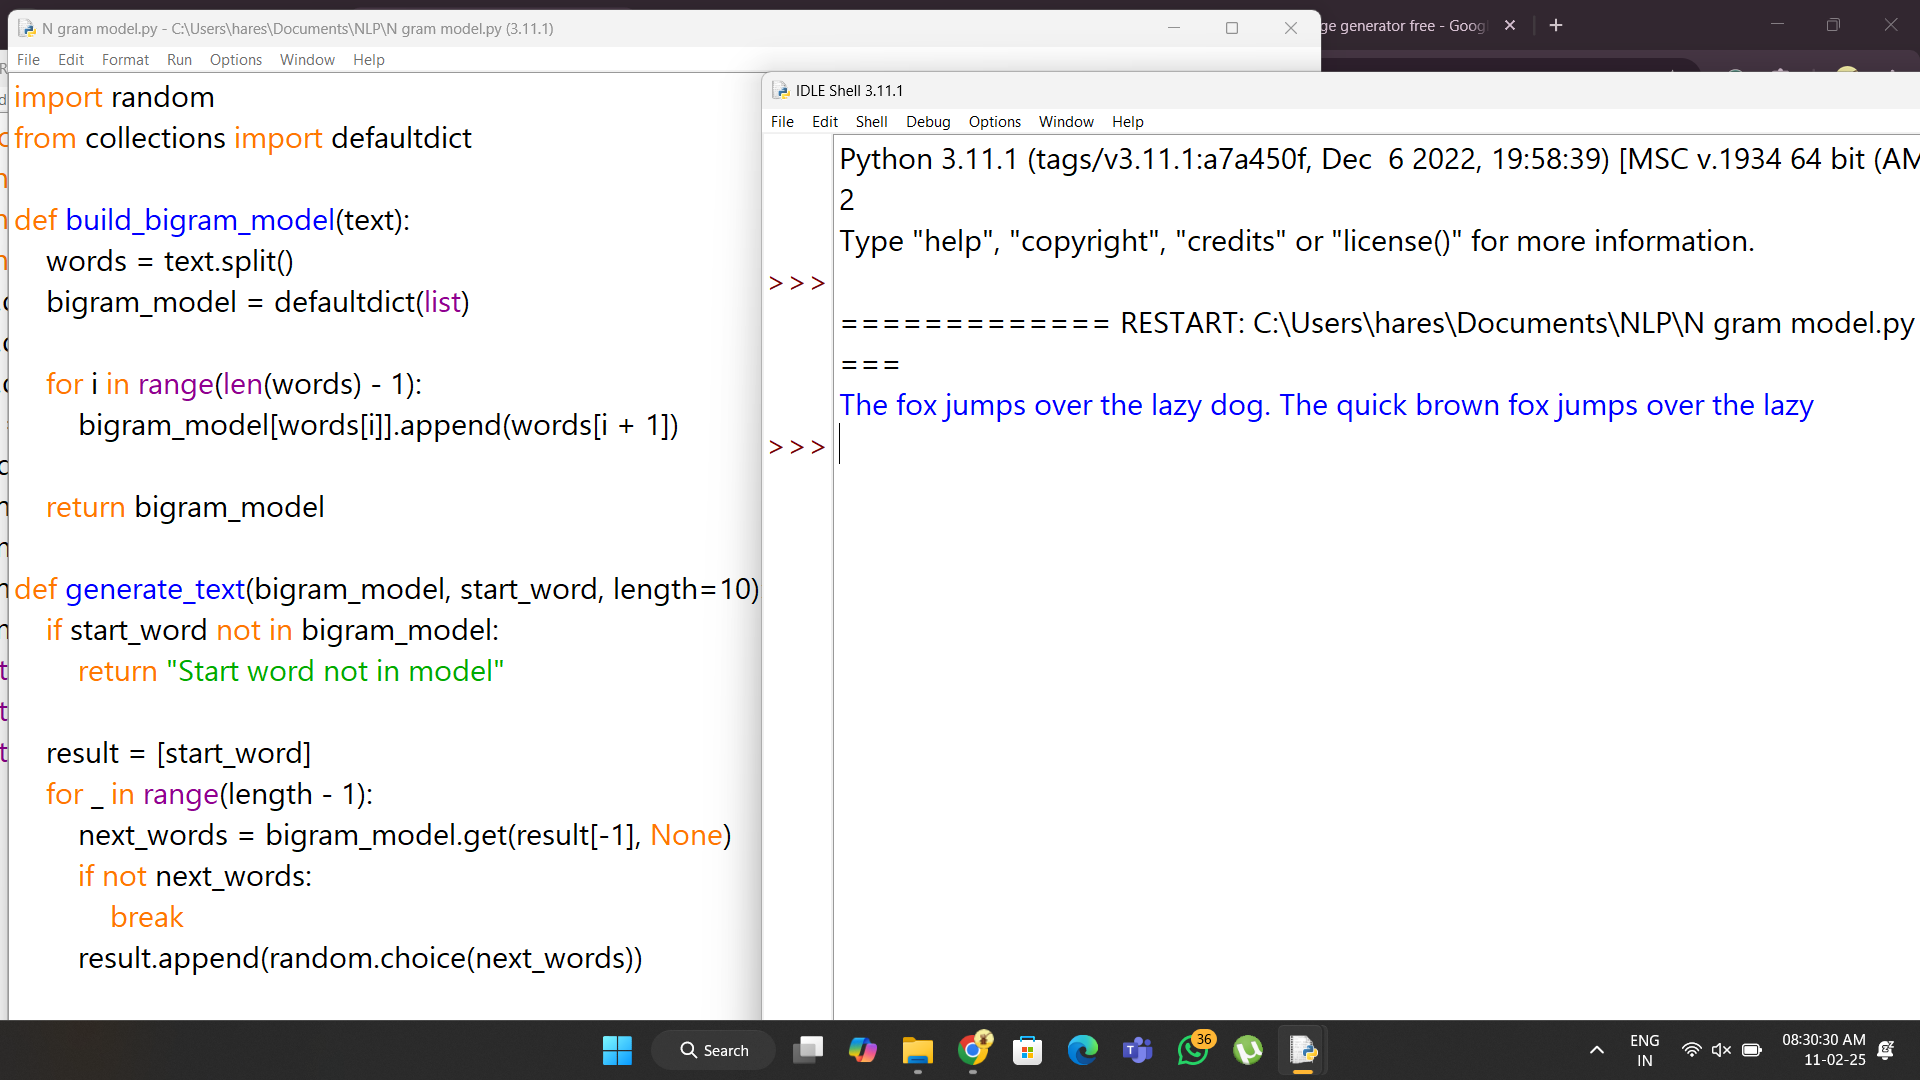 N gram model.py - C:\Users\hares\Documents\NLP\N gram model.py (3.11.1)
File Edit Format Run Options Window Help
import random
from collections import defaultdict
def build_bigram_model(text):
words = text.split()
bigram_model = defaultdict(list)
for i in range(len(words) - 1):
bigram_model[words[i]].append(words[i + 1])
return bigram_model
def generate_text(bigram_model, start_word, length=10)
if start_word not in bigram_model:
return "Start word not in model"
result = [start_word]
for _ in range(length - 1):
next_words = bigram_model.get(result[-1], None)
if not next_words:
break
result.append(random.choice(next_words))
generator free - Goog
IDLE Shell 3.11.1
File Edit Shell Debug Options Window Help
Python 3.11.1 (tags/v3.11.1:a7a450f, Dec  6 2022, 19:58:39) [MSC v.1934 64 bit (AM
2
Type "help", "copyright", "credits" or "license()" for more information.
>>>
============= RESTART: C:\Users\hares\Documents\NLP\N gram model.py
===
The fox jumps over the lazy dog. The quick brown fox jumps over the lazy
>>>
Search
36
ENG
IN
08:30:30 AM
11-02-25